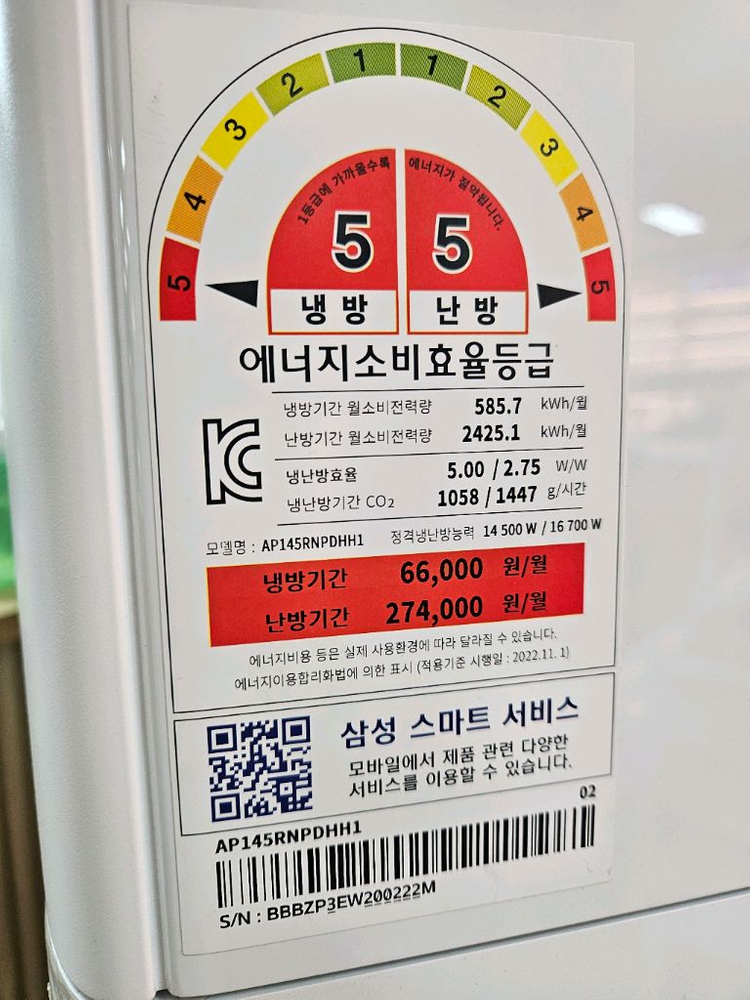 2 1 1 2
3 3
4 4
5 5
1등급에 가까울수록 에너지가 절약됩니다.
5 5
냉방 난방
에너지소비효율등급
냉방기간 월소비전력량 585.7 kWh/월
난방기간 월소비전력량 2425.1 kWh/월
냉난방효율 5.00 / 2.75 W/W
냉난방기간 CO₂ 1058 / 1447 g/시간
모델명 : AP145RNPDHH1 정격냉난방능력 14 500 W / 16 700 W
냉방기간 66,000 원/월
난방기간 274,000 원/월
에너지비용 등은 실제 사용환경에 따라 달라질 수 있습니다.
에너지이용합리화법에 의한 표시 (적용기준 시행일 : 2022.11. 1)
삼성 스마트 서비스
모바일에서 제품 관련 다양한
서비스를 이용할 수 있습니다.
02
AP145RNPDHH1
S/N : BBBZP3EW200222M